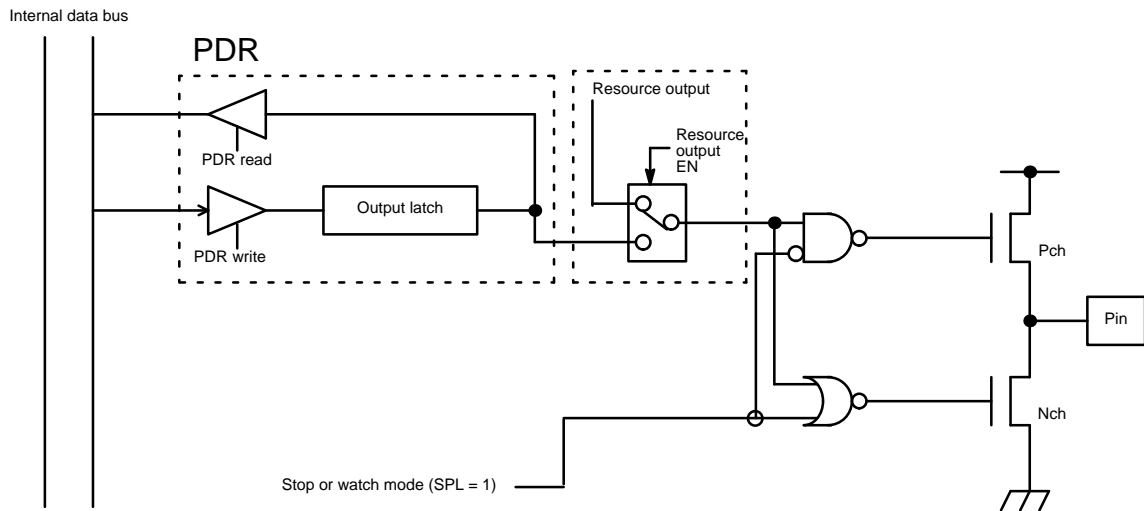 Internal data bus
PDR
PDR read
Output latch
PDR write
Resource output
Resource
output
EN
Pch
Pin
Nch
Stop or watch mode (SPL = 1)